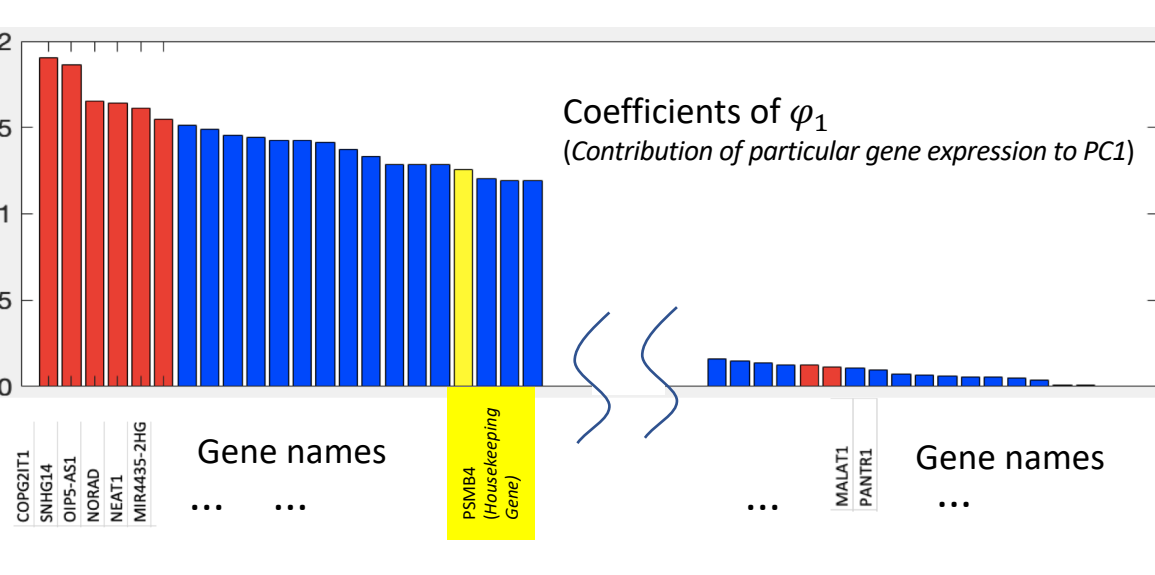 2
5
1
5
0
Coefficients of φ₁
(Contribution of particular gene expression to PC1)
COPG2IT1
SNHG14
OIP5-AS1
NORAD
NEAT1
MIR4435-2HG
Gene names
... ...
PSMB4
(Housekeeping
Gene)
...
MALAT1
PANTR1
Gene names
...